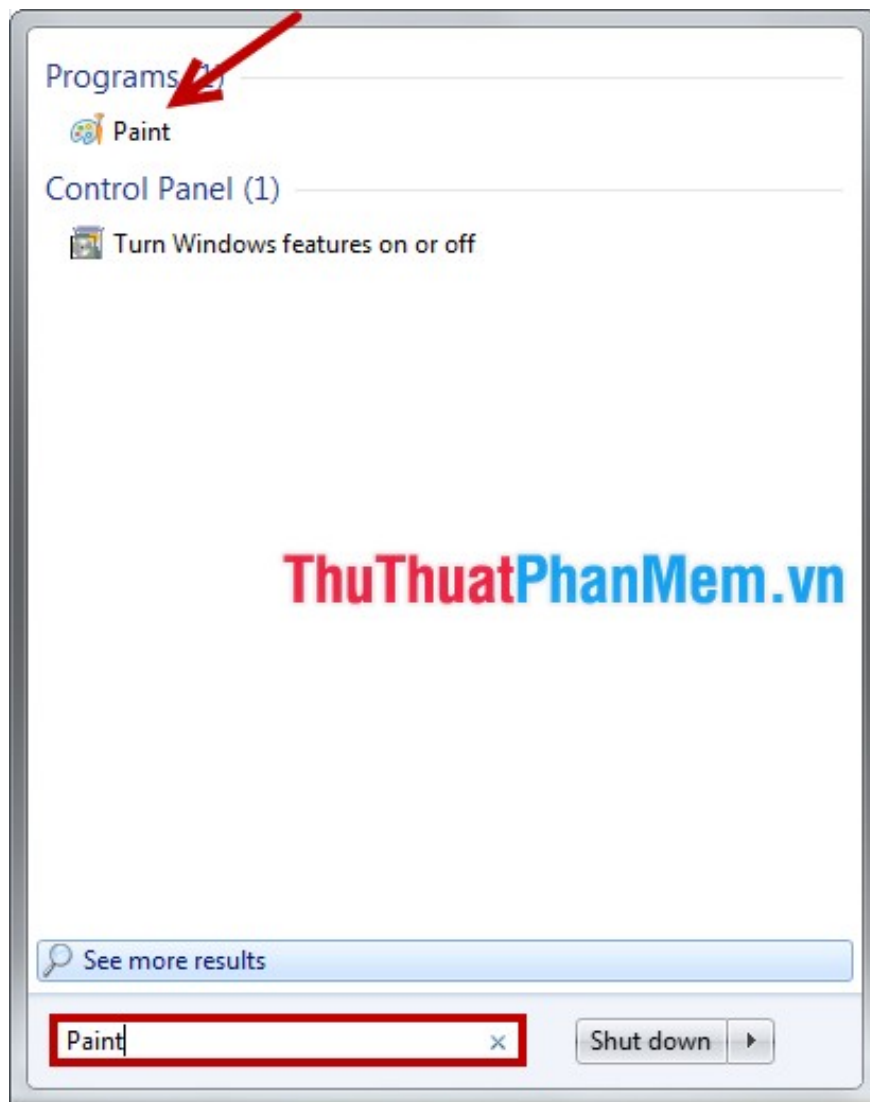 Programs (1)
Paint
Control Panel (1)
Turn Windows features on or off
ThuThuatPhanMem.vn
See more results
Paint
Shut down